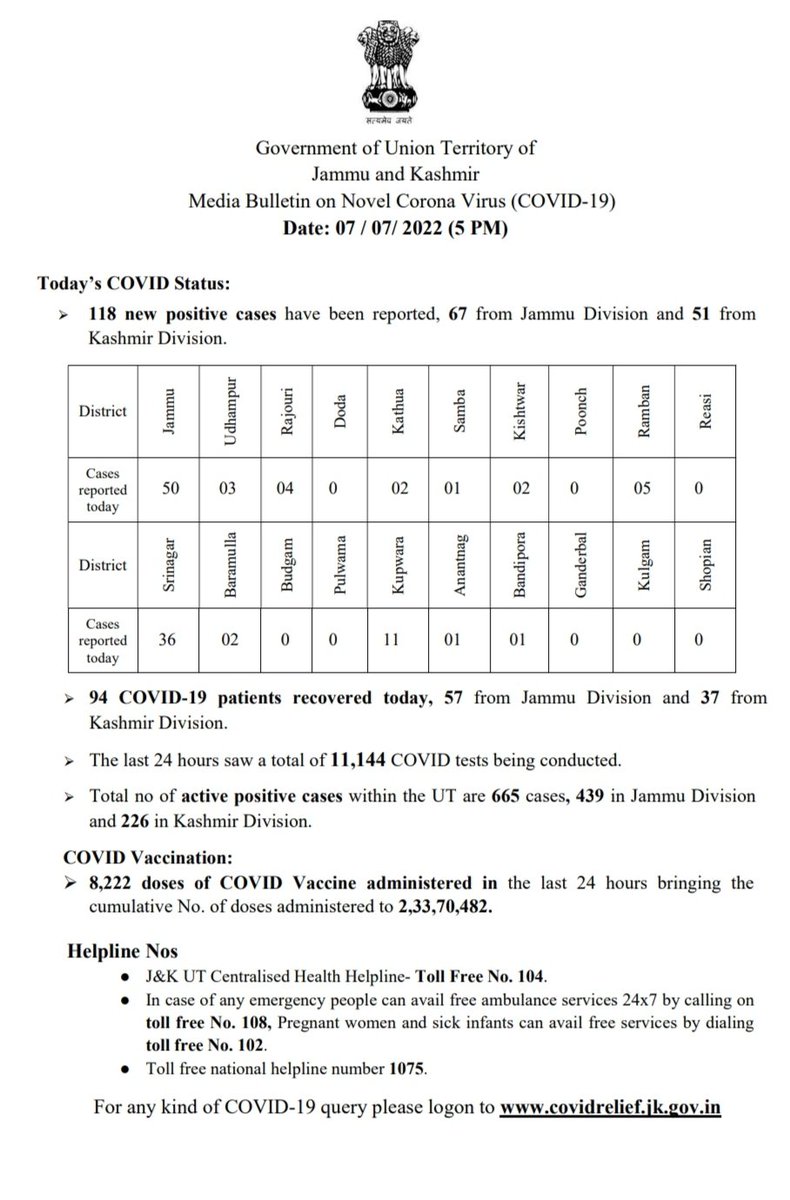 सत्यमेव जयते
Government of Union Territory of
Jammu and Kashmir
Media Bulletin on Novel Corona Virus (COVID-19)
Date: 07 / 07/ 2022 (5 PM)
Today’s COVID Status:
➢ 118 new positive cases have been reported, 67 from Jammu Division and 51 from
Kashmir Division.
District Jammu Udhampur Rajouri Doda Kathua Samba Kishtwar Poonch Ramban Reasi
Cases reported today 50 03 04 0 02 01 02 0 05 0
District Srinagar Baramulla Budgam Pulwama Kupwara Anantnag Bandipora Ganderbal Kulgam Shopian
Cases reported today 36 02 0 0 11 01 01 0 0 0
➢ 94 COVID-19 patients recovered today, 57 from Jammu Division and 37 from
Kashmir Division.
➢ The last 24 hours saw a total of 11,144 COVID tests being conducted.
➢ Total no of active positive cases within the UT are 665 cases, 439 in Jammu Division
and 226 in Kashmir Division.
COVID Vaccination:
➢ 8,222 doses of COVID Vaccine administered in the last 24 hours bringing the
cumulative No. of doses administered to 2,33,70,482.
Helpline Nos
● J&K UT Centralised Health Helpline- Toll Free No. 104.
● In case of any emergency people can avail free ambulance services 24x7 by calling on
toll free No. 108, Pregnant women and sick infants can avail free services by dialing
toll free No. 102.
● Toll free national helpline number 1075.
For any kind of COVID-19 query please logon to www.covidrelief.jk.gov.in